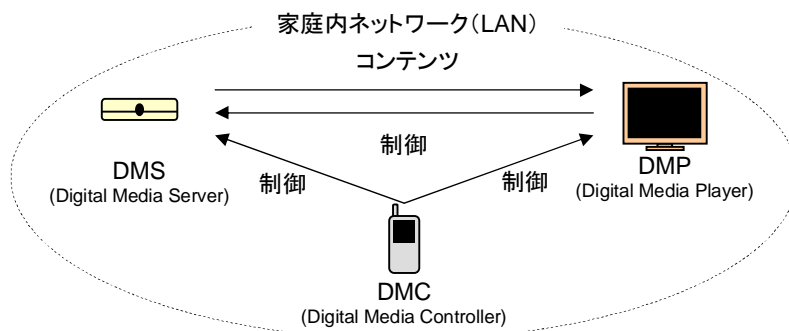 家庭内ネットワーク(LAN)
コンテンツ
制御
DMS
(Digital Media Server)
DMP
(Digital Media Player)
制御
制御
DMC
(Digital Media Controller)